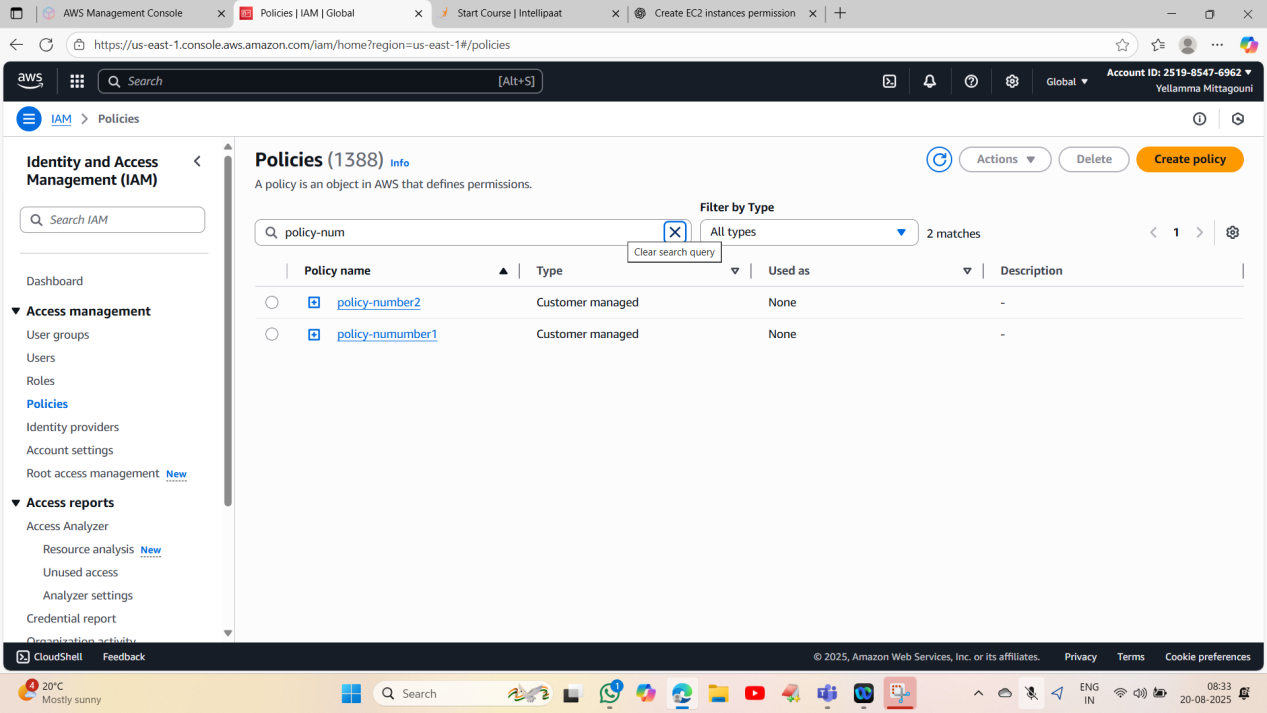 AWS Management Console
Policies | IAM | Global
Start Course | Intellipaat
Create EC2 instances permission
https://us-east-1.console.aws.amazon.com/iam/home?region=us-east-1#/policies
aws
Search
[Alt+S]
Global
Account ID: 2519-8547-6962
Yellamma Mittagouni
IAM
Policies
Identity and Access
Management (IAM)
Search IAM
Dashboard
Access management
User groups
Users
Roles
Policies
Identity providers
Account settings
Root access management New
Access reports
Access Analyzer
Resource analysis New
Unused access
Analyzer settings
Credential report
Organization activity
Policies (1388) Info
A policy is an object in AWS that defines permissions.
Actions
Delete
Create policy
Filter by Type
policy-num
All types
2 matches
1
Clear search query
Policy name Type Used as Description
policy-number2 Customer managed None -
policy-numumber1 Customer managed None -
CloudShell Feedback
© 2025, Amazon Web Services, Inc. or its affiliates. Privacy Terms Cookie preferences
4
20°C
Mostly sunny
Search
1
ENG
IN
08:33
20-08-2025